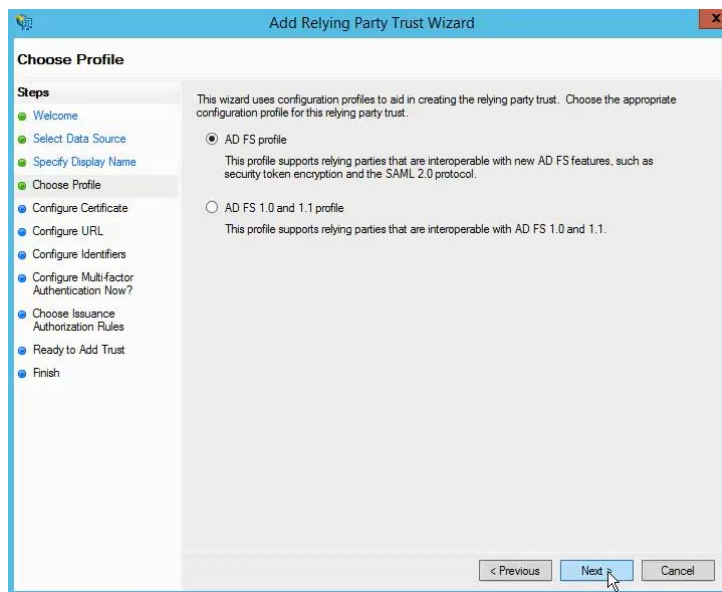 Add Relying Party Trust Wizard
X
Choose Profile
Steps
Welcome
Select Data Source
Specify Display Name
Choose Profile
Configure Certificate
Configure URL
Configure Identifiers
Configure Multi-factor
Authentication Now?
Choose Issuance
Authorization Rules
Ready to Add Trust
Finish
This wizard uses configuration profiles to aid in creating the relying party trust. Choose the appropriate
configuration profile for this relying party trust.
AD FS profile
This profile supports relying parties that are interoperable with new AD FS features, such as
security token encryption and the SAML 2.0 protocol.
AD FS 1.0 and 1.1 profile
This profile supports relying parties that are interoperable with AD FS 1.0 and 1.1.
< Previous
Next >
Cancel